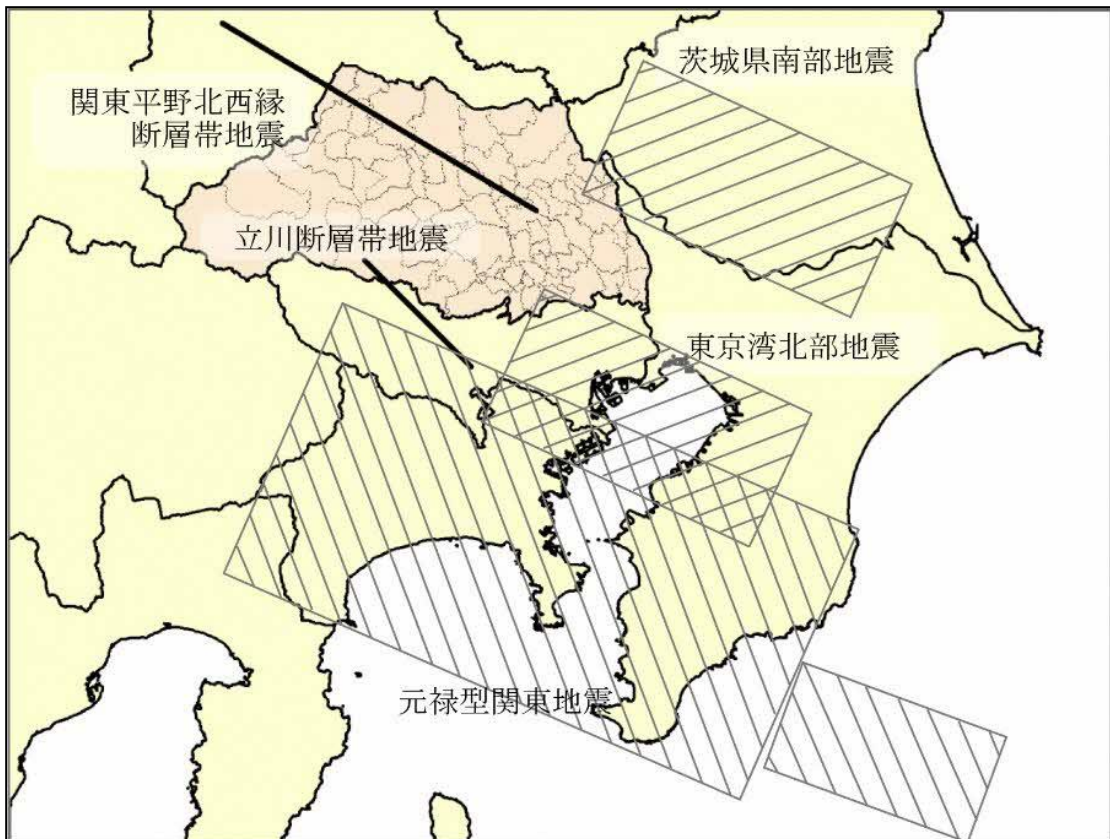 茨城県南部地震
関東平野北西縁
断層帯地震
立川断層帯地震
東京湾北部地震
元禄型関東地震